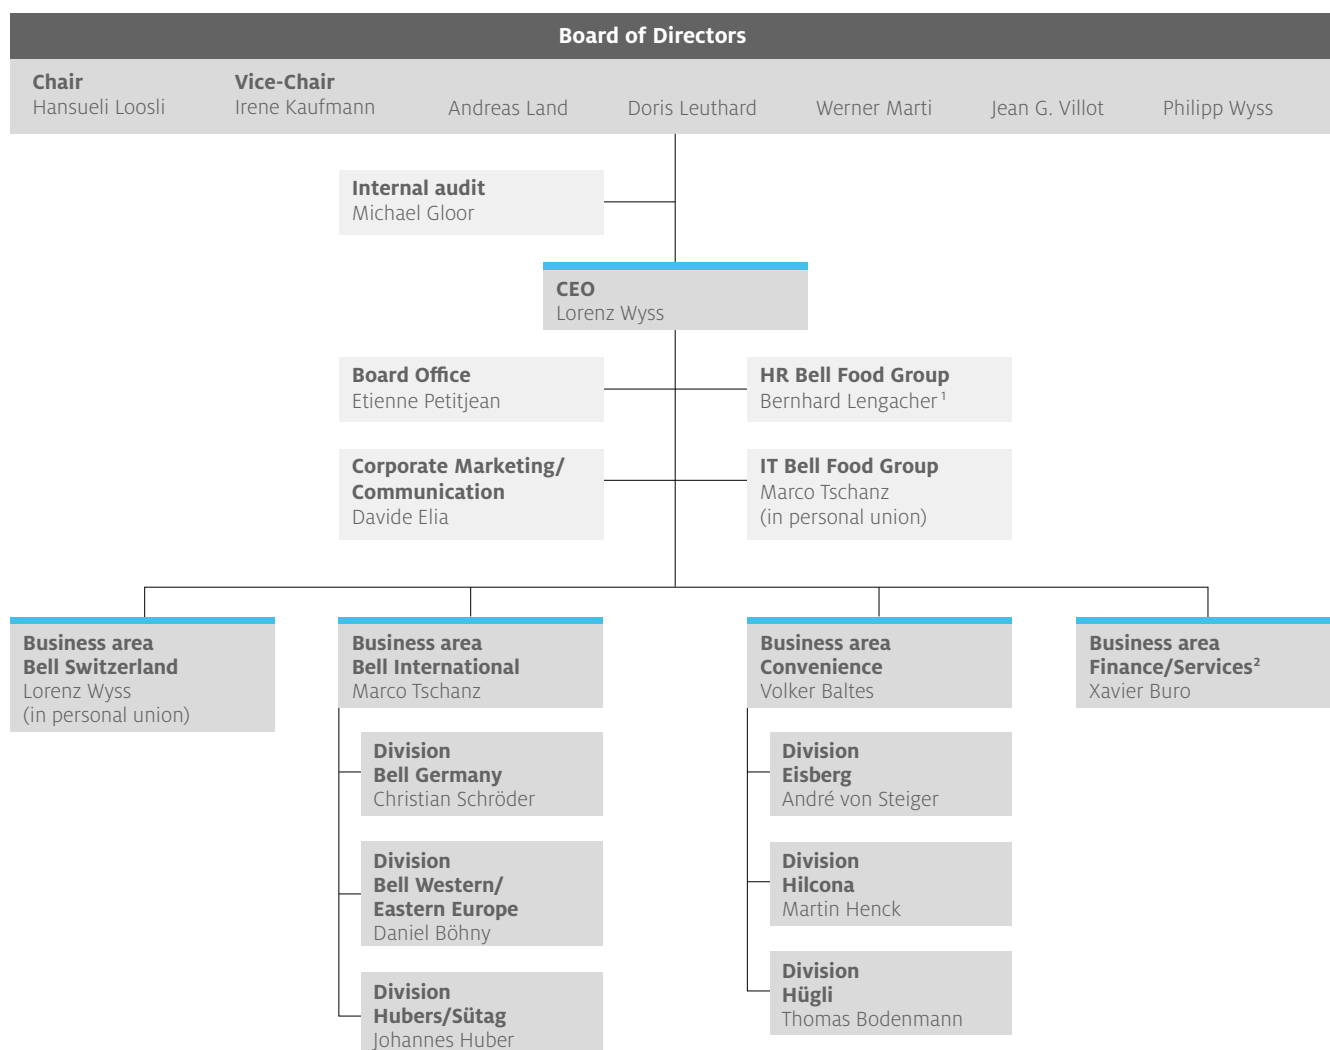 Board of Directors
Chair
Hansueli Loosli
Vice-Chair
Irene Kaufmann
Andreas Land
Doris Leuthard
Werner Marti
Jean G. Villot
Philipp Wyss
Internal audit
Michael Gloor
CEO
Lorenz Wyss
Board Office
Etienne Petitjean
HR Bell Food Group
Bernhard Lengacher¹
Corporate Marketing/
Communication
Davide Elia
IT Bell Food Group
Marco Tschanz
(in personal union)
Business area
Bell Switzerland
Lorenz Wyss
(in personal union)
Business area
Bell International
Marco Tschanz
Division
Bell Germany
Christian Schröder
Division
Bell Western/
Eastern Europe
Daniel Böhny
Division
Hubers/Sütag
Johannes Huber
Business area
Convenience
Volker Baltes
Division
Eisberg
André von Steiger
Division
Hilcona
Martin Henck
Division
Hügli
Thomas Bodenmann
Business area
Finance/Services²
Xavier Buro